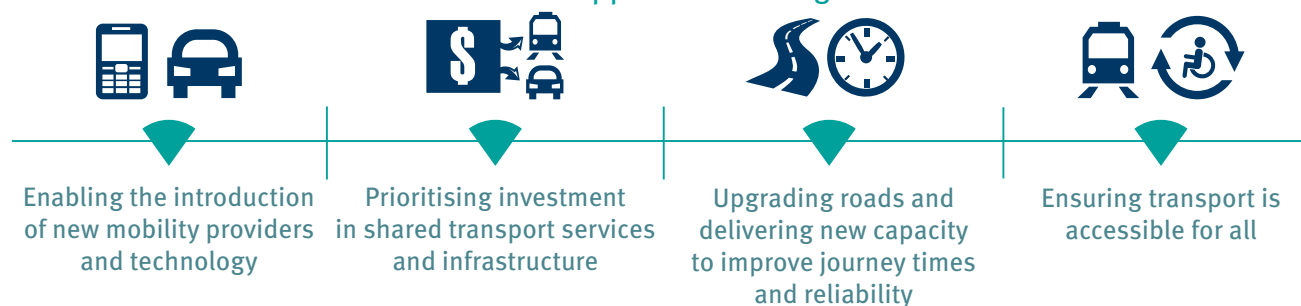 $
Enabling the introduction
of new mobility providers
and technology
Prioritising investment
in shared transport services
and infrastructure
Upgrading roads and
delivering new capacity
to improve journey times
and reliability
Ensuring transport is
accessible for all